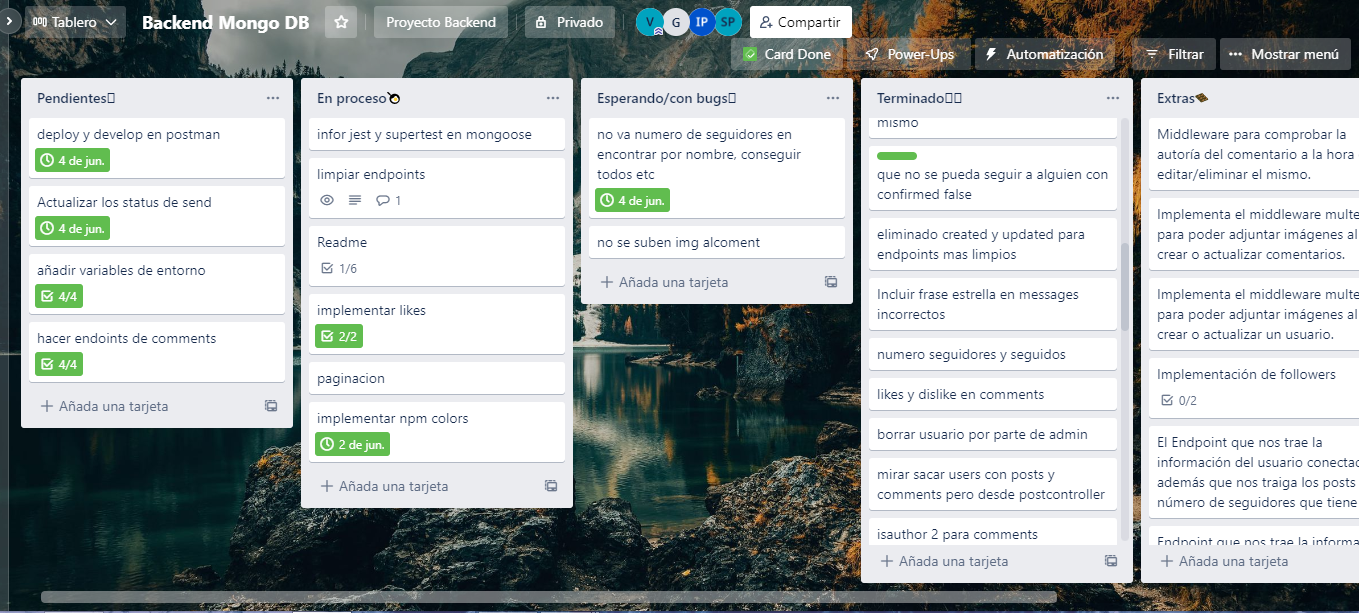 Tablero
Backend Mongo DB
Proyecto Backend
Privado
V
G
IP
SP
Compartir
Card Done
Power-Ups
Automatización
Filtrar
Mostrar menú
Pendientes
deploy y develop en postman
4 de jun.
Actualizar los status de send
4 de jun.
añadir variables de entorno
4/4
hacer endoints de comments
4/4
Añada una tarjeta
En proceso
infor jest y supertest en mongoose
limpiar endpoints
1
Readme
1/6
implementar likes
2/2
paginacion
implementar npm colors
2 de jun.
Añada una tarjeta
Esperando/con bugs
no va numero de seguidores en
encontrar por nombre, conseguir
todos etc
4 de jun.
no se suben img alcoment
Añada una tarjeta
Terminado
mismo
que no se pueda seguir a alguien con
confirmed false
eliminado created y updated para
endpoints mas limpios
Incluir frase estrella en messages
incorrectos
numero seguidores y seguidos
likes y dislike en comments
borrar usuario por parte de admin
mirar sacar users con posts y
comments pero desde postcontroller
isauthor 2 para comments
Añada una tarjeta
Extras
Middleware para comprobar la
autoría del comentario a la hora
editar/eliminar el mismo.
Implementa el middleware multe
para poder adjuntar imágenes al
crear o actualizar comentarios.
Implementa el middleware multe
para poder adjuntar imágenes al
crear o actualizar un usuario.
Implementación de followers
0/2
El Endpoint que nos trae la
información del usuario conectad
además que nos traiga los posts
número de seguidores que tiene
Endpoint que nos trae la informa
Añada una tarjeta